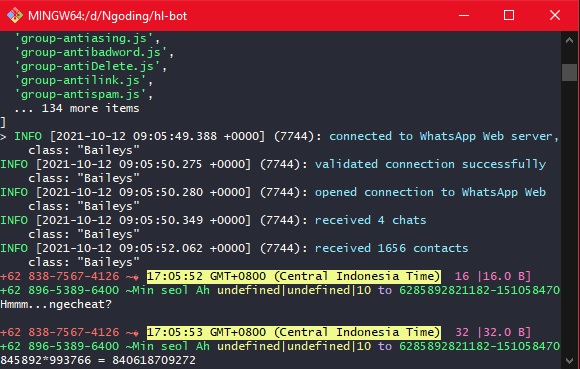 MINGW64:/d/Ngoding/hl-bot
'group-antiasing.js',
'group-antibadword.js',
'group-antiDelete.js',
'group-antilink.js',
'group-antispam.js',
... 134 more items
]
> INFO [2021-10-12 09:05:49.388 +0000] (7744): connected to WhatsApp Web server,
class: "Baileys"
INFO [2021-10-12 09:05:50.275 +0000] (7744): validated connection successfully
class: "Baileys"
INFO [2021-10-12 09:05:50.280 +0000] (7744): opened connection to WhatsApp Web
class: "Baileys"
INFO [2021-10-12 09:05:50.349 +0000] (7744): received 4 chats
class: "Baileys"
INFO [2021-10-12 09:05:52.062 +0000] (7744): received 1656 contacts
class: "Baileys"
+62 838-7567-4126 ~ 17:05:52 GMT+0800 (Central Indonesia Time) 16 |16.0 B]
+62 896-5389-6400 ~Min seol Ah undefined|undefined|10 to 6285892821182-151058470
Hmmm...ngecheat?
+62 838-7567-4126 ~ 17:05:53 GMT+0800 (Central Indonesia Time) 32 |32.0 B]
+62 896-5389-6400 ~Min seol Ah undefined|undefined|10 to 6285892821182-151058470
845892*993766 = 840618709272